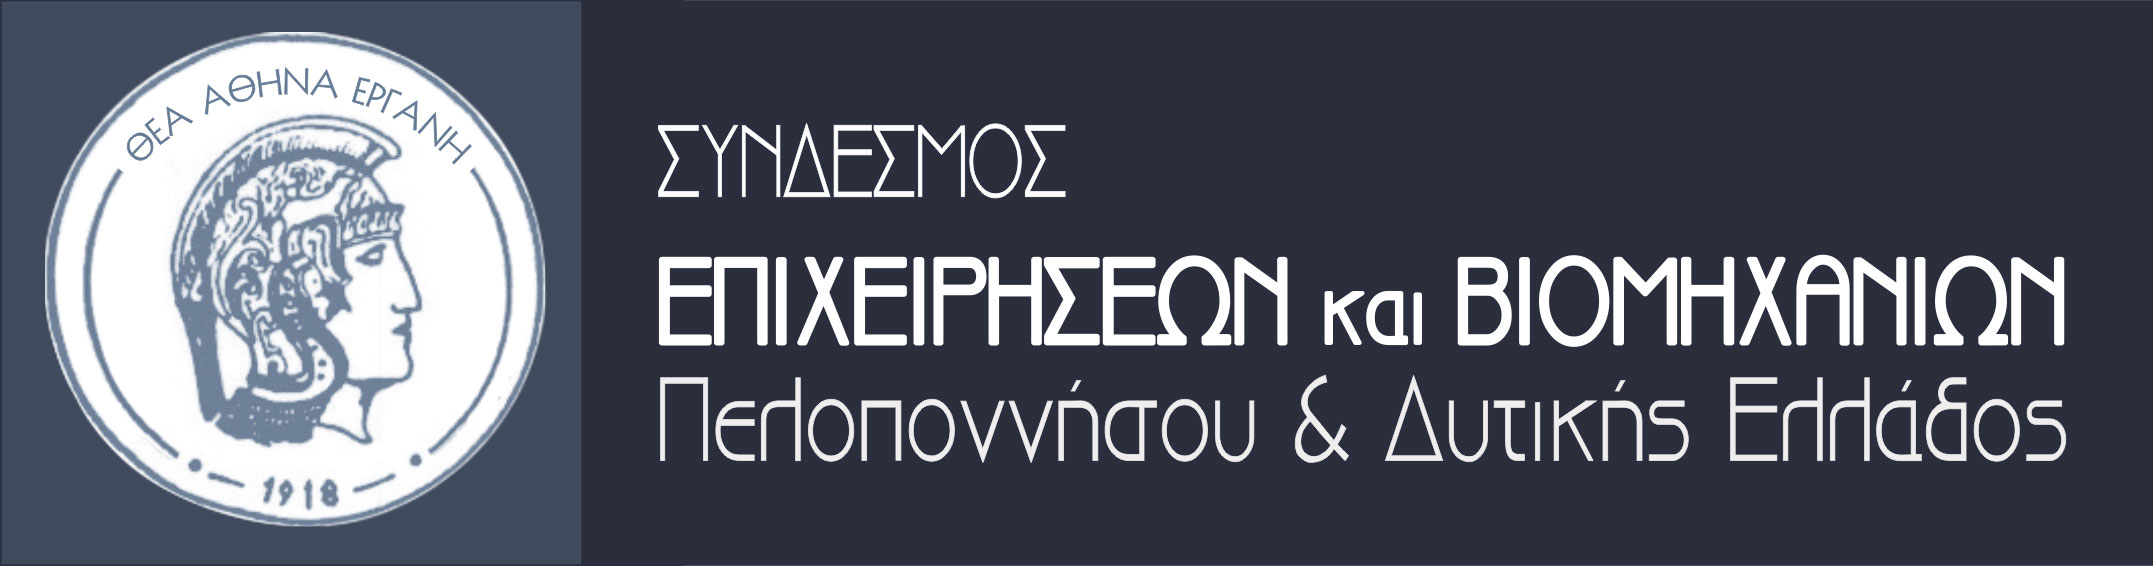 ΘΕΑ ΑΘΗΝΑ ΕΡΓΑΝΗ
1918
ΣΥΝΔΕΣΜΟΣ
ΕΠΙΧΕΙΡΗΣΕΩΝ και ΒΙΟΜΗΧΑΝΙΩΝ
Πελοποννήσου & Δυτικής Ελλάδος